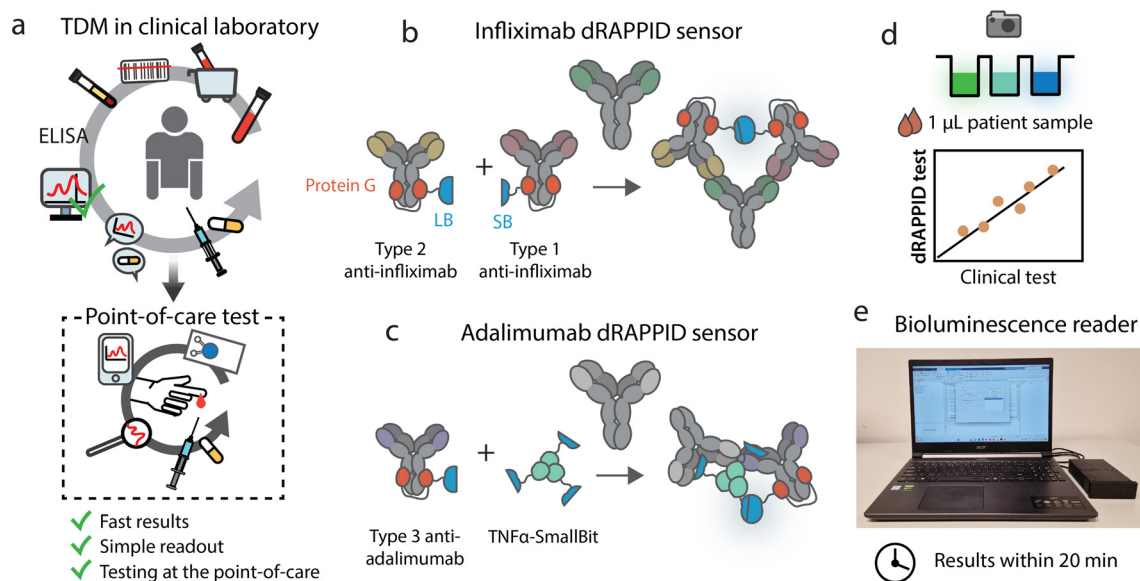 a
TDM in clinical laboratory
ELISA
Point-of-care test
Fast results
Simple readout
Testing at the point-of-care
b
Infliximab dRAPPID sensor
Protein G
LB
+
SB
Type 2
anti-infliximab
Type 1
anti-infliximab
c
Adalimumab dRAPPID sensor
+
Type 3 anti-
adalimumab
TNFα-SmallBit
d
1 µL patient sample
dRAPPID test
Clinical test
e
Bioluminescence reader
acer
Results within 20 min